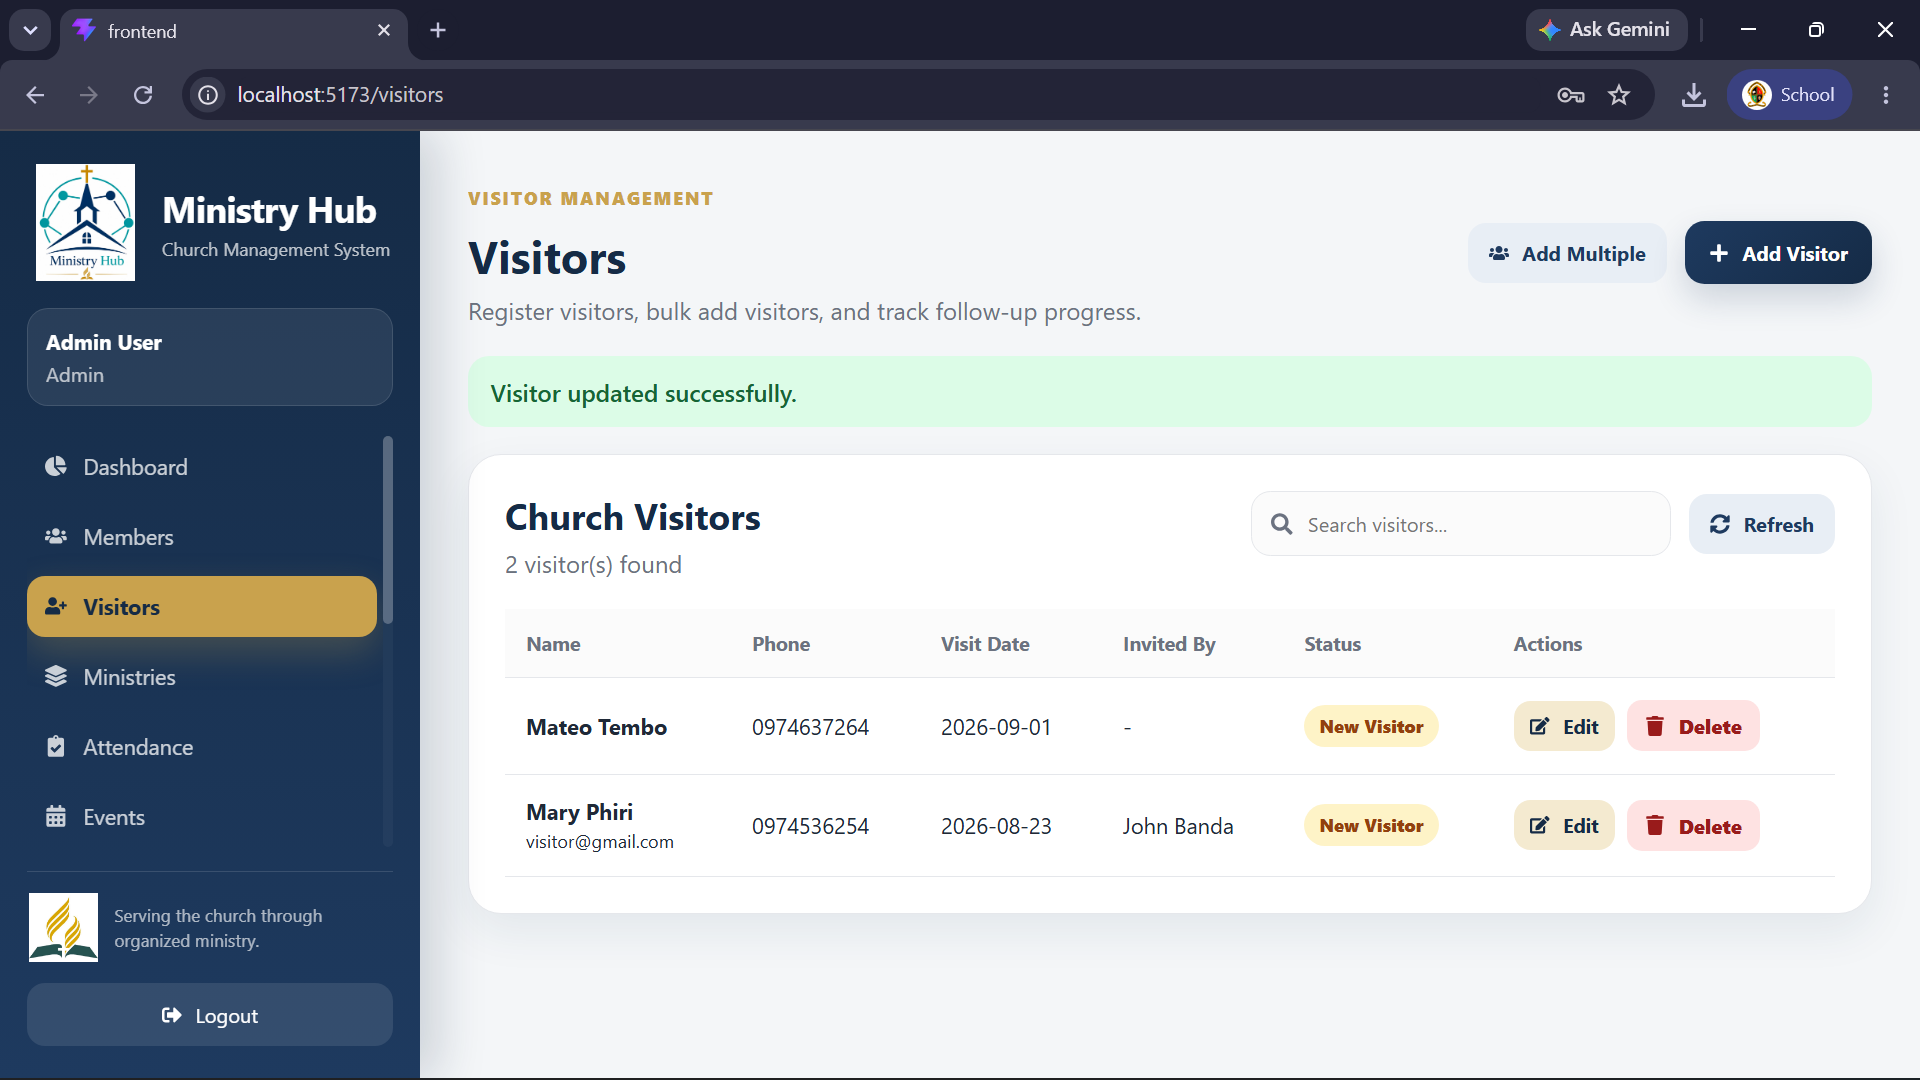 frontend
Ask Gemini
localhost:5173/visitors
School
Ministry Hub
Ministry Hub
Church Management System
Admin User
Admin
Dashboard
Members
Visitors
Ministries
Attendance
Events
Serving the church through
organized ministry.
Logout
VISITOR MANAGEMENT
Visitors
Register visitors, bulk add visitors, and track follow-up progress.
Add Multiple
Add Visitor
Visitor updated successfully.
Church Visitors
2 visitor(s) found
Search visitors...
Refresh
Name Phone Visit Date Invited By Status Actions
Mateo Tembo 0974637264 2026-09-01 - New Visitor Edit Delete
Mary Phiri
visitor@gmail.com 0974536254 2026-08-23 John Banda New Visitor Edit Delete